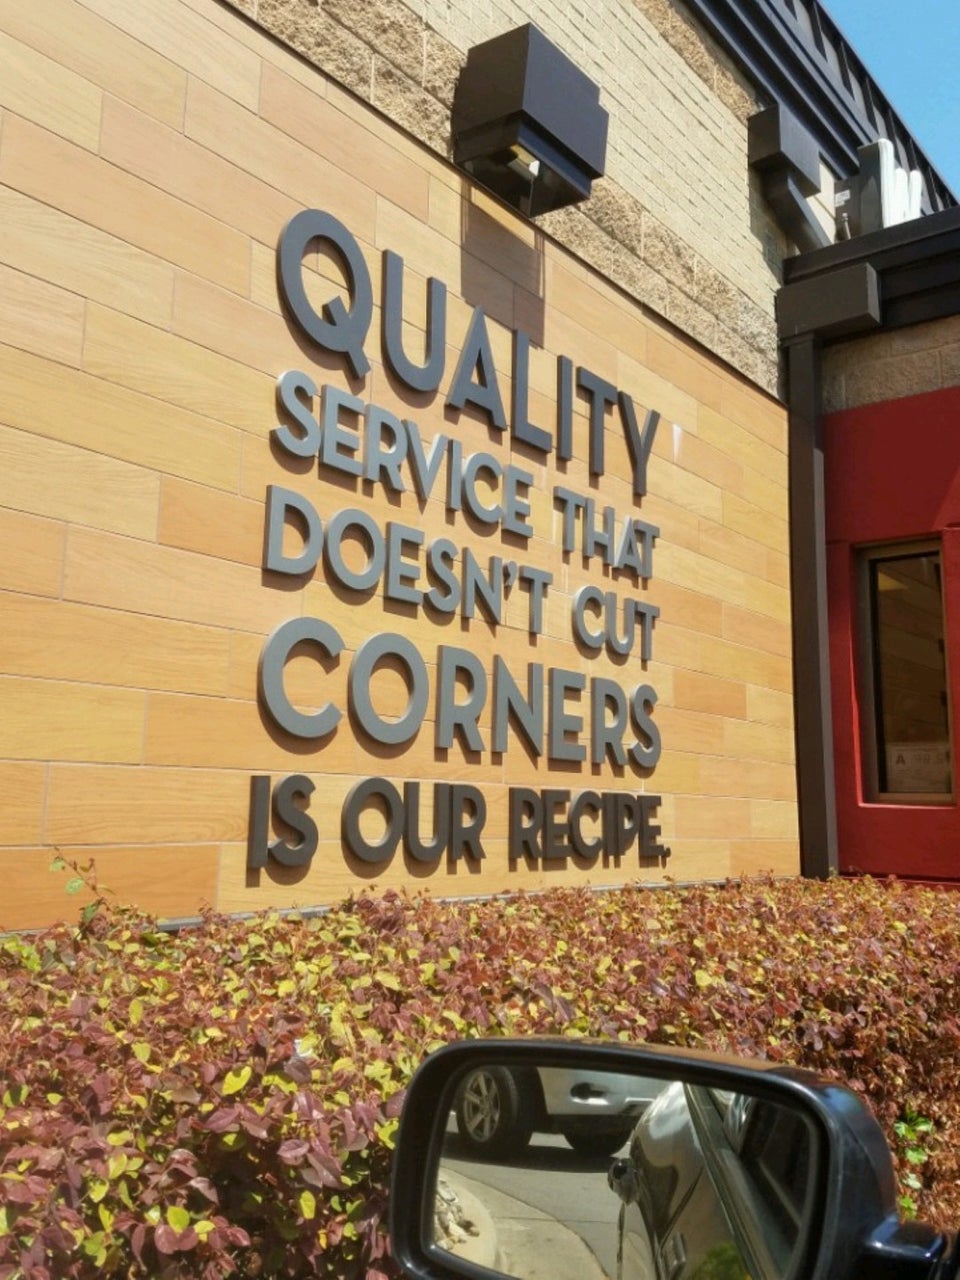 QUALITY
SERVICE THAT
DOESN'T CUT
CORNERS
IS OUR RECIPE.
A